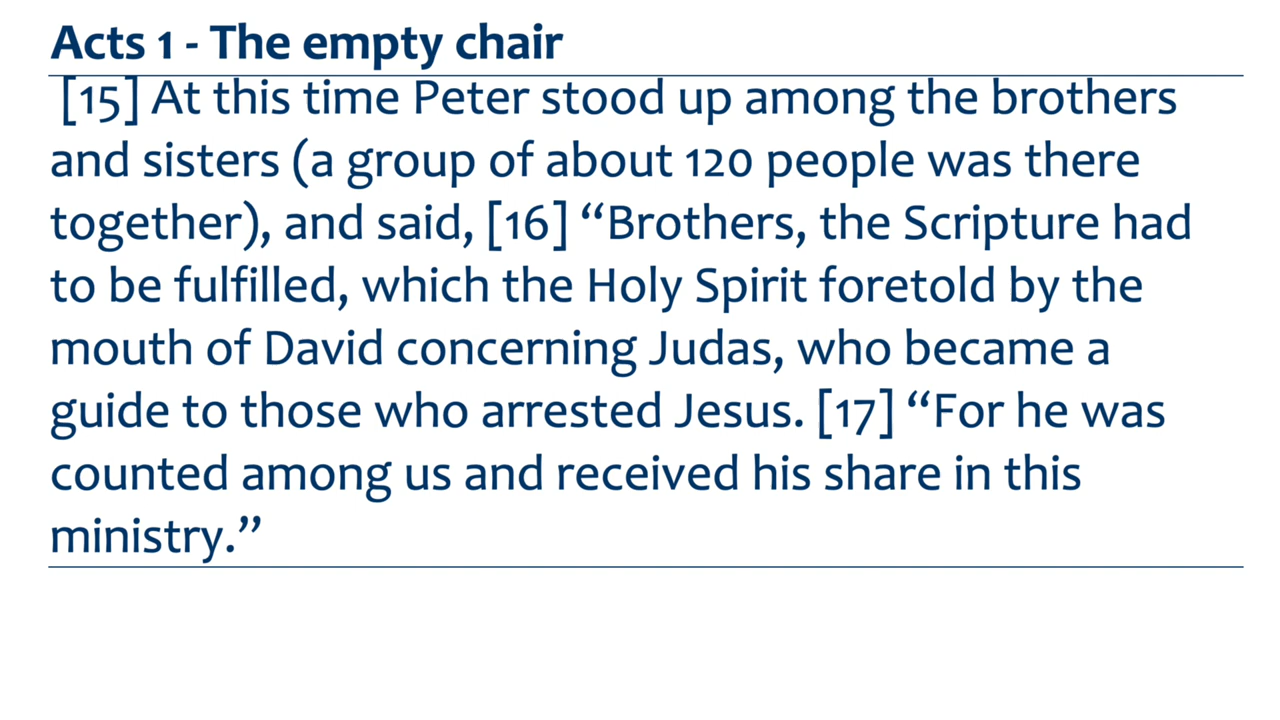 Acts 1 - The empty chair
[15] At this time Peter stood up among the brothers
and sisters (a group of about 120 people was there
together), and said, [16] “Brothers, the Scripture had
to be fulfilled, which the Holy Spirit foretold by the
mouth of David concerning Judas, who became a
guide to those who arrested Jesus. [17] “For he was
counted among us and received his share in this
ministry.”